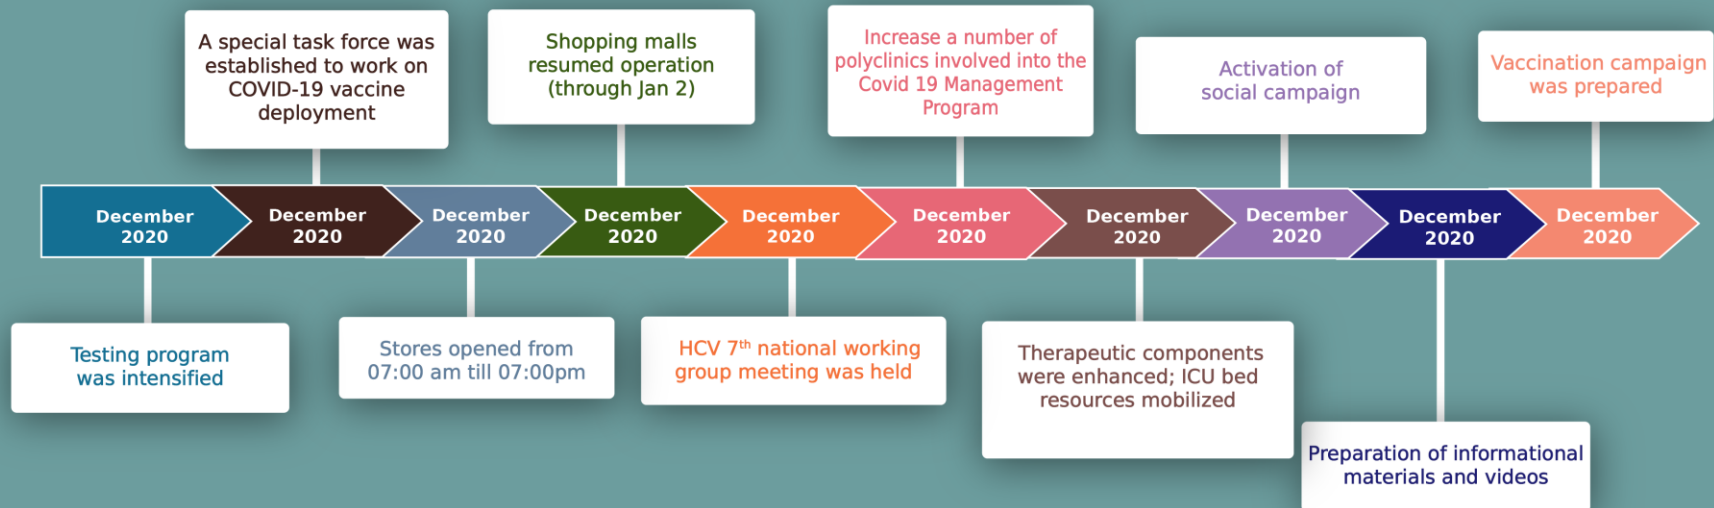 A special task force was
established to work on
COVID-19 vaccine
deployment
Shopping malls
resumed operation
(through Jan 2)
Increase a number of
polyclinics involved into the
Covid 19 Management
Program
Activation of
social campaign
Vaccination campaign
was prepared
December
2020
December
2020
December
2020
December
2020
December
2020
December
2020
December
2020
December
2020
December
2020
December
2020
Testing program
was intensified
Stores opened from
07:00 am till 07:00pm
HCV 7th national working
group meeting was held
Therapeutic components
were enhanced; ICU bed
resources mobilized
Preparation of informational
materials and videos